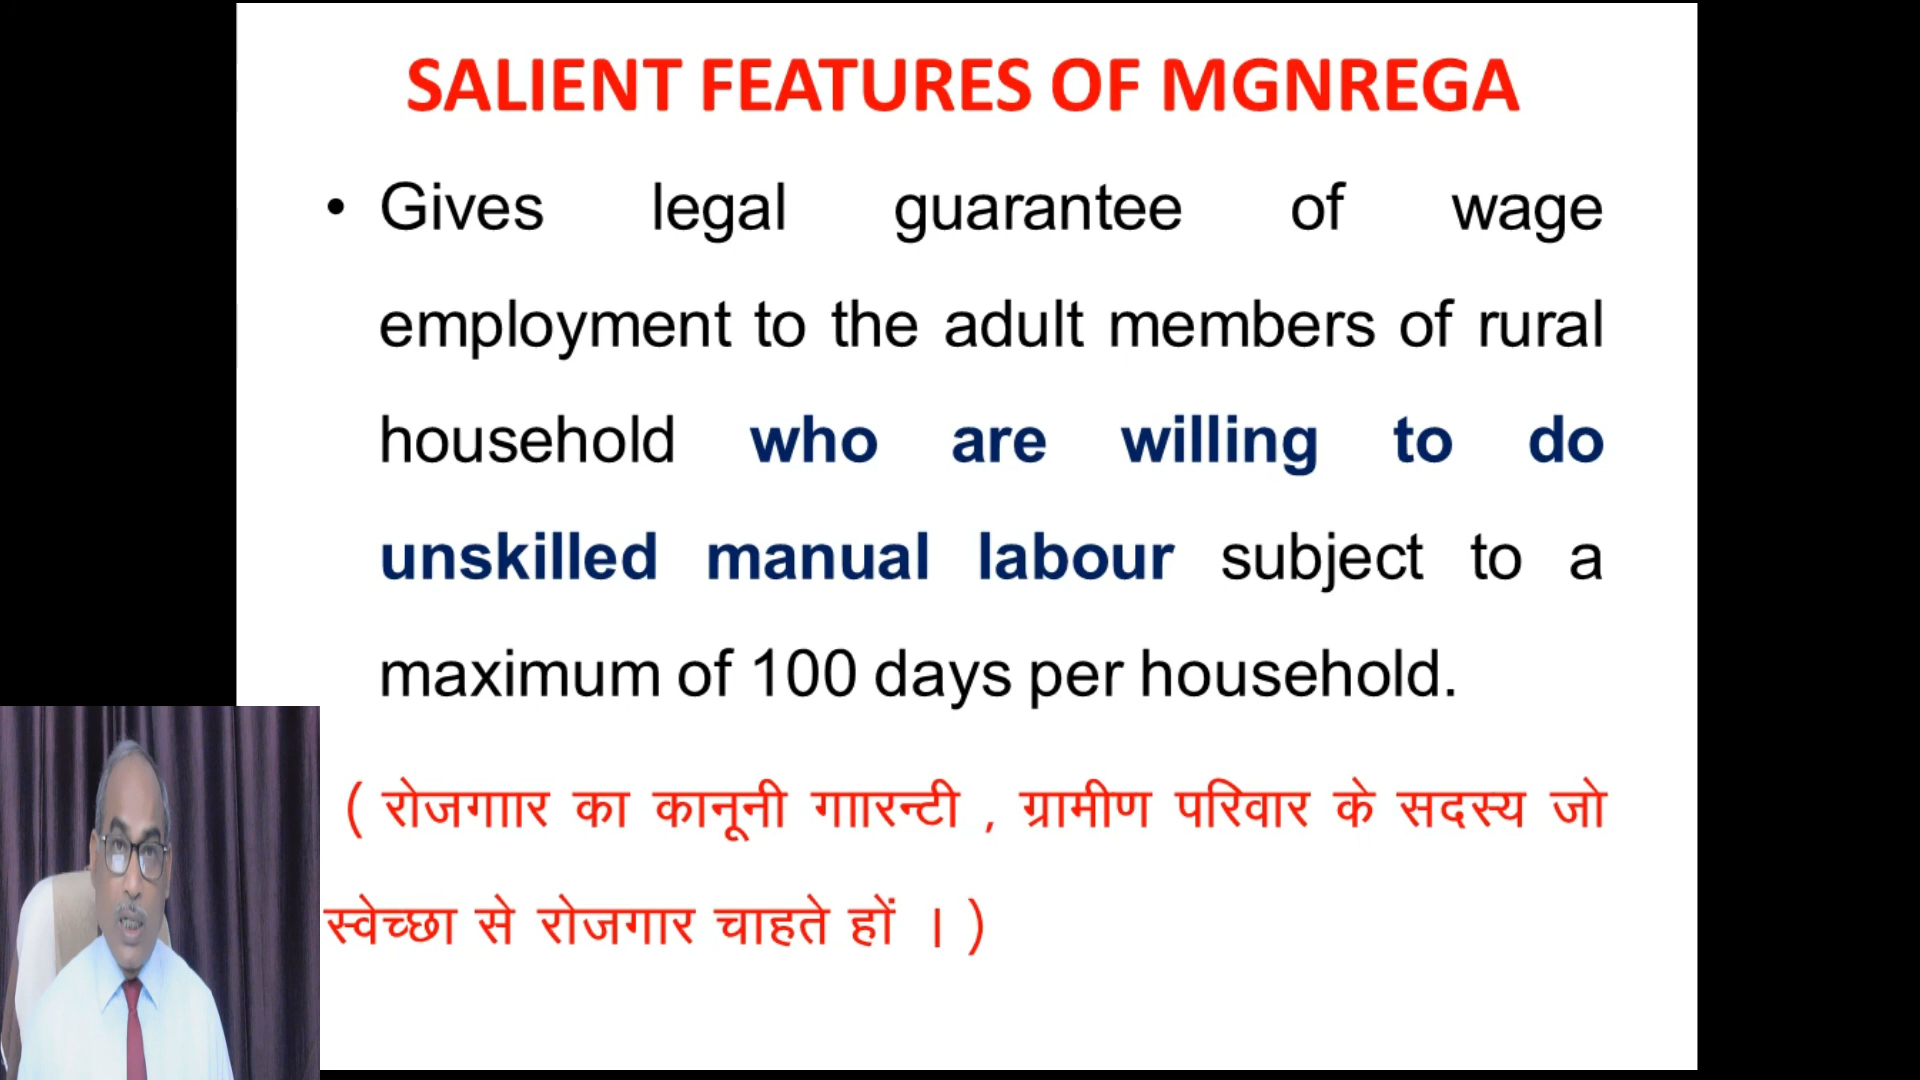 SALIENT FEATURES OF MGNREGA
• Gives legal guarantee of wage
employment to the adult members of rural
household who are willing to do
unskilled manual labour subject to a
maximum of 100 days per household.
( रोजगाार का कानूनी गाारन्टी , ग्रामीण परिवार के सदस्य जो
स्वेच्छा से रोजगार चाहते हों । )